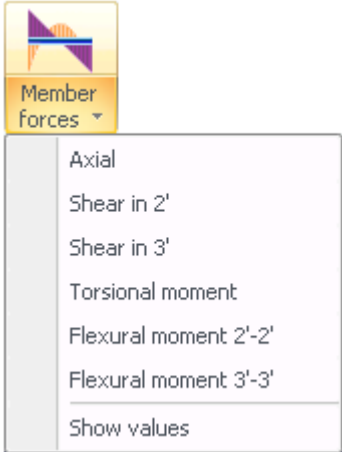 Member
forces
Axial
Shear in 2'
Shear in 3'
Torsional moment
Flexural moment 2'-2'
Flexural moment 3'-3'
Show values